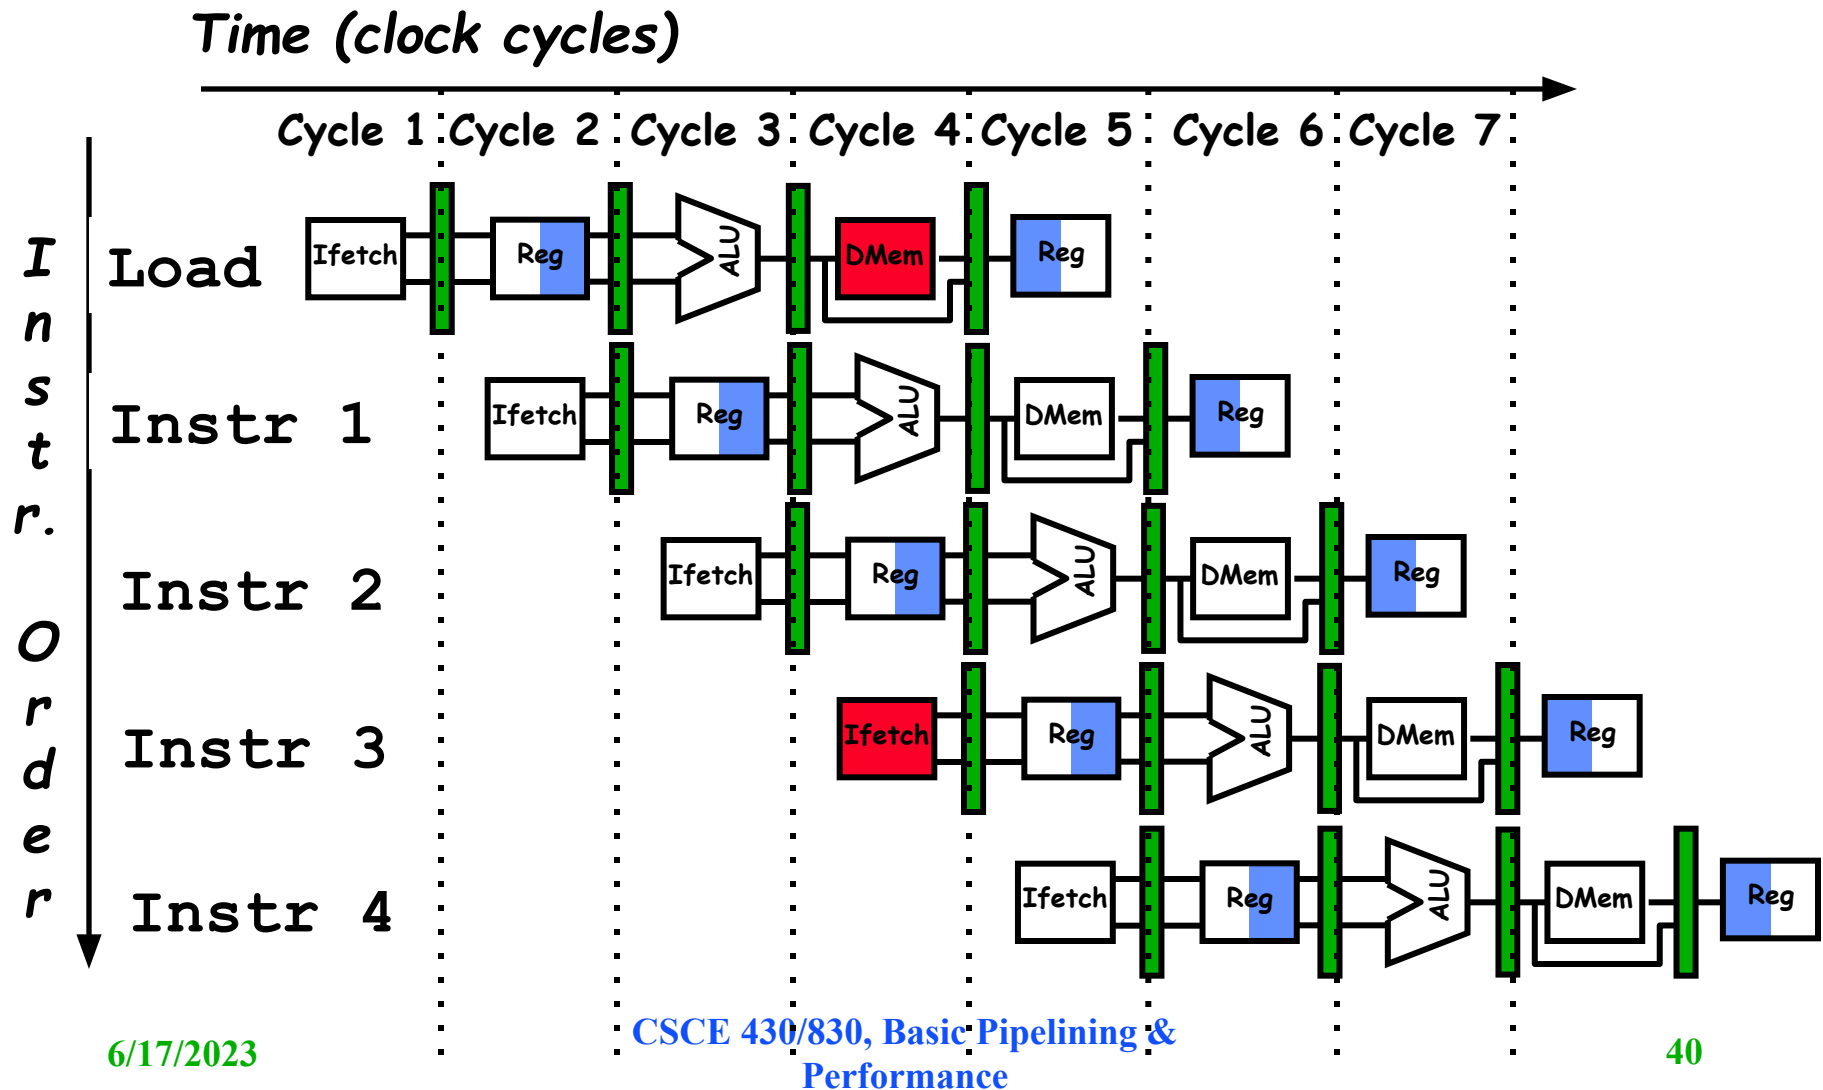 Time (clock cycles)
Cycle 1 Cycle 2 Cycle 3 Cycle 4 Cycle 5 Cycle 6 Cycle 7
Instr. Order
Load Ifetch Reg ALU DMem Reg
Instr 1 Ifetch Reg ALU DMem Reg
Instr 2 Ifetch Reg ALU DMem Reg
Instr 3 Ifetch Reg ALU DMem Reg
Instr 4 Ifetch Reg ALU DMem Reg
6/17/2023
CSCE 430/830, Basic Pipelining &
Performance
40